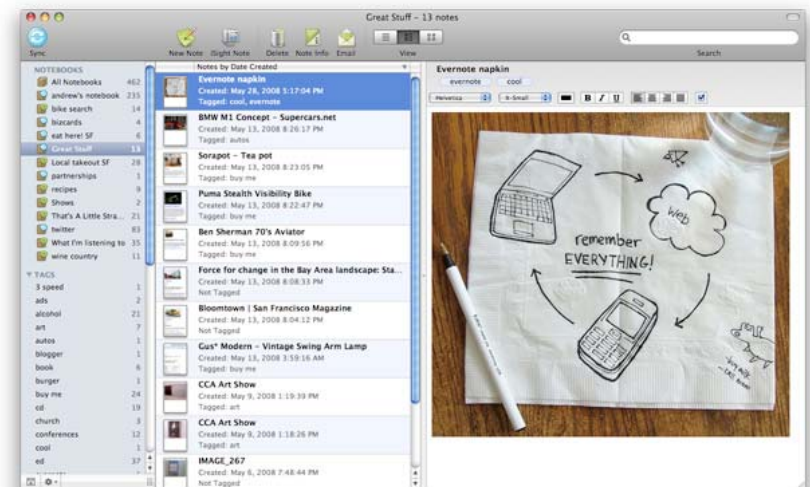 Great Stuff – 13 notes
Sync
New Note
iSight Note
Delete
Note Info
Email
View
Search
NOTEBOOKS
All Notebooks 462
andrew's notebook 235
bike search 14
bizcards 4
eat here! SF 6
Great Stuff 13
Local takeout SF 28
partnerships 1
recipes 9
Shows 2
That's A Little Stra... 21
twitter 83
What I'm listening to 35
wine country 11
TAGS
3 speed 1
ads 2
alcohol 21
art 7
autos 1
blogger 1
book 6
burger 1
buy me 24
cd 19
church 3
conferences 12
cool 1
ed 37
Notes by Date Created
Evernote napkin
Created: May 28, 2008 5:17:04 PM
Tagged: cool, evernote
BMW M1 Concept – Supercars.net
Created: May 13, 2008 8:26:17 PM
Tagged: autos
Sorapot – Tea pot
Created: May 13, 2008 8:23:05 PM
Tagged: buy me
Puma Stealth Visibility Bike
Created: May 13, 2008 8:22:47 PM
Tagged: buy me
Ben Sherman 70's Aviator
Created: May 13, 2008 8:09:56 PM
Tagged: buy me
Force for change in the Bay Area landscape: Sta...
Created: May 13, 2008 8:08:33 PM
Not Tagged
Bloomtown | San Francisco Magazine
Created: May 13, 2008 8:04:12 PM
Not Tagged
Gus* Modern – Vintage Swing Arm Lamp
Created: May 13, 2008 3:59:16 AM
Tagged: buy me
CCA Art Show
Created: May 9, 2008 1:19:39 PM
Tagged: art
CCA Art Show
Created: May 9, 2008 1:18:26 PM
Tagged: art
IMAGE_267
Created: May 6, 2008 7:48:44 PM
Not Tagged
Evernote napkin
evernote cool
Helvetica
9-Small
B I U
web
remember
EVERYTHING!
-buy milk